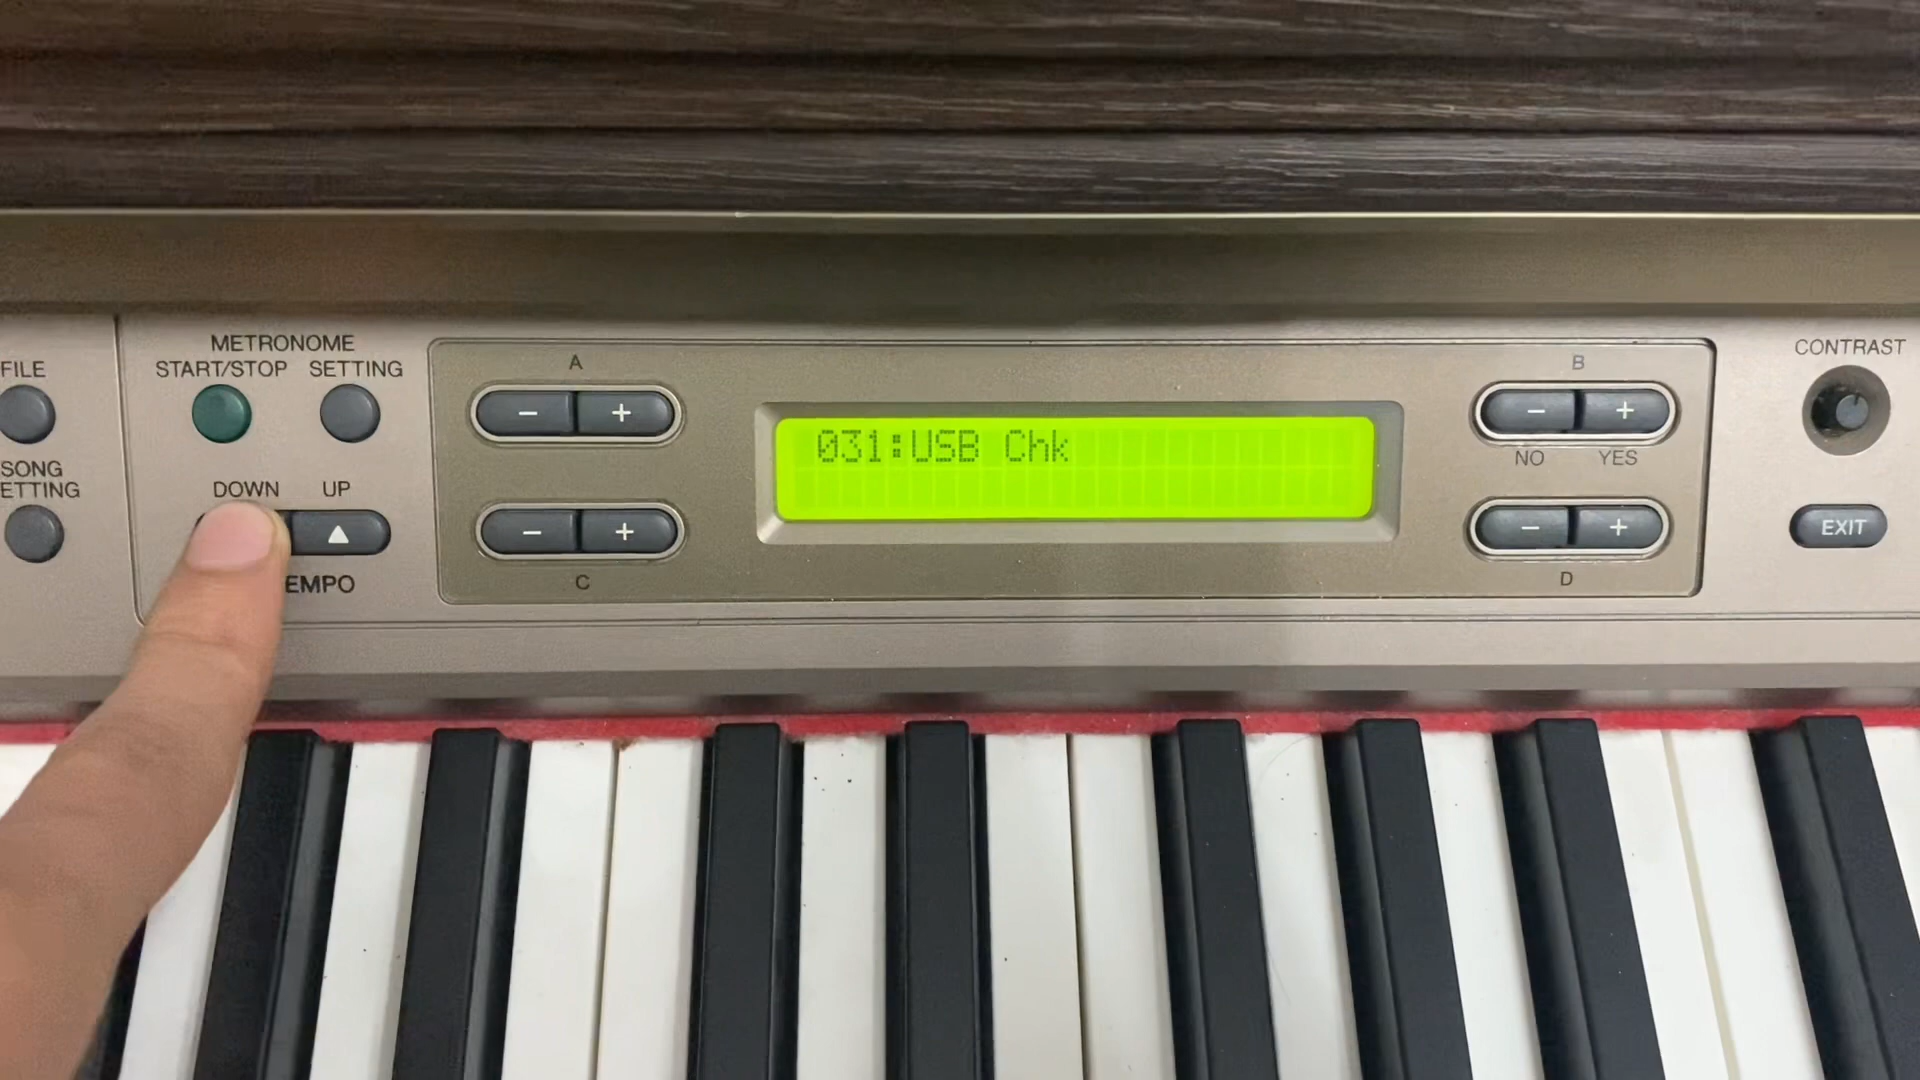 METRONOME
FILE
START/STOP SETTING
SONG
ETTING
DOWN UP
EMPO
A
- +
- +
C
031:USB Chk
B
- +
NO YES
- +
D
CONTRAST
EXIT